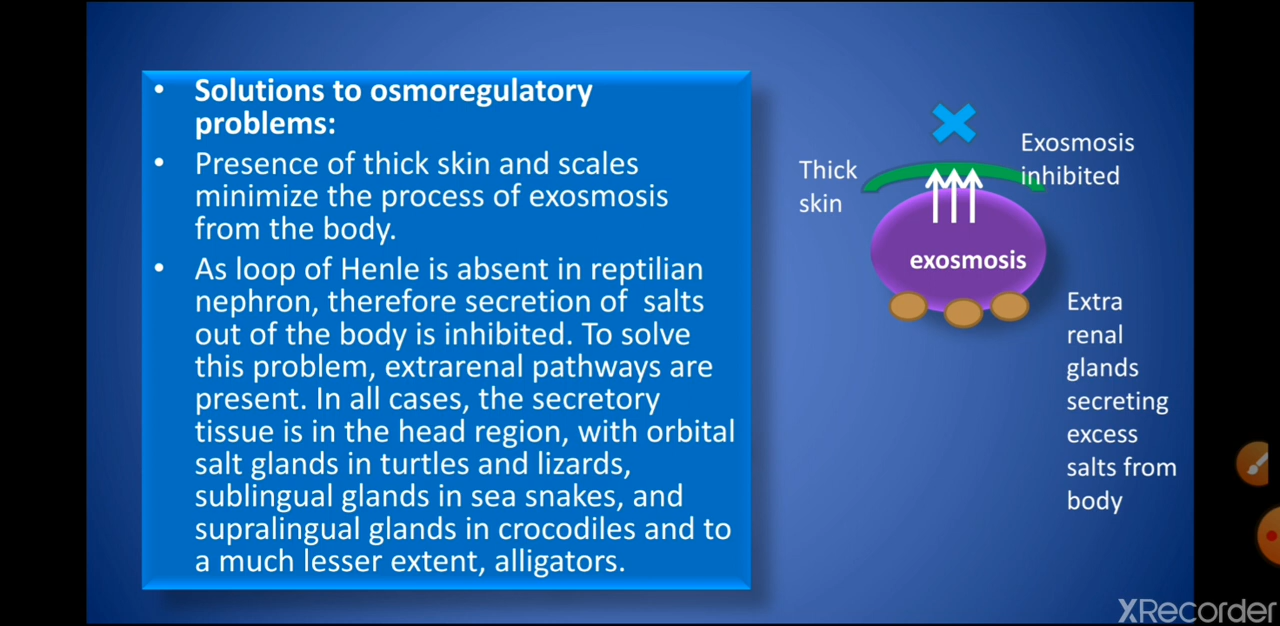 • Solutions to osmoregulatory
problems:
• Presence of thick skin and scales
minimize the process of exosmosis
from the body.
• As loop of Henle is absent in reptilian
nephron, therefore secretion of salts
out of the body is inhibited. To solve
this problem, extrarenal pathways are
present. In all cases, the secretory
tissue is in the head region, with orbital
salt glands in turtles and lizards,
sublingual glands in sea snakes, and
supralingual glands in crocodiles and to
a much lesser extent, alligators.
Thick
skin
Exosmosis
inhibited
exosmosis
Extra
renal
glands
secreting
excess
salts from
body
XRecorder